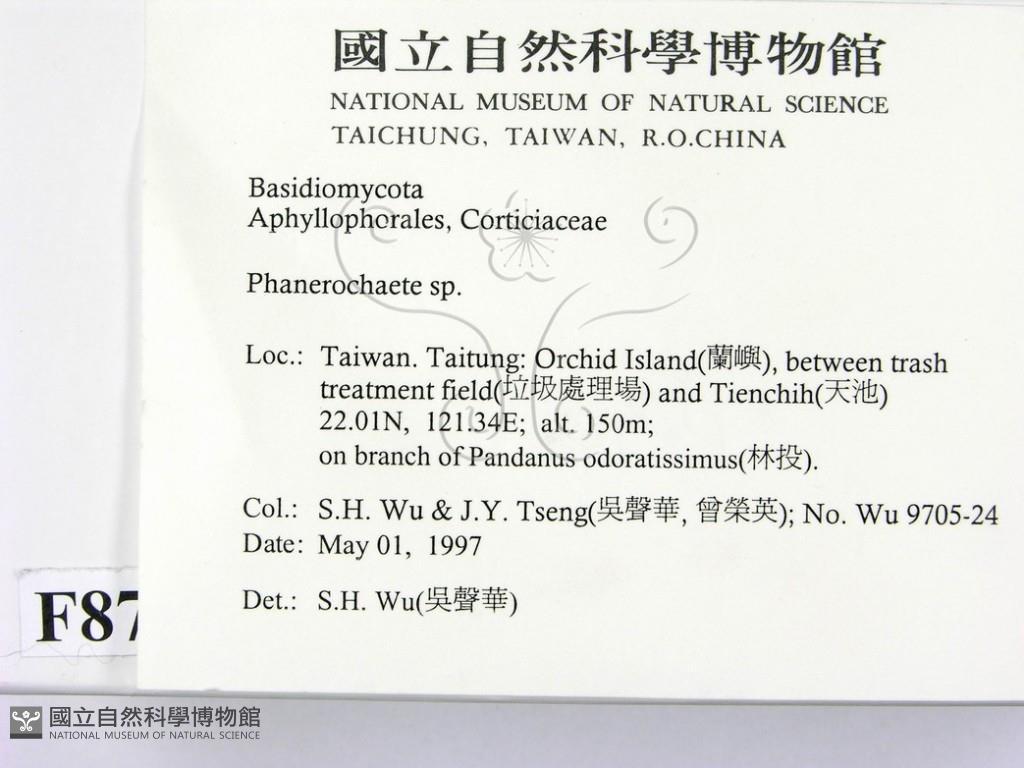 國立自然科學博物館
NATIONAL MUSEUM OF NATURAL SCIENCE
TAICHUNG, TAIWAN, R.O.CHINA
Basidiomycota
Aphyllophorales, Corticiaceae
Phanerochaete sp.
Loc.: Taiwan. Taitung: Orchid Island(蘭嶼), between trash
treatment field(垃圾處理場) and Tienchih(天池)
22.01N, 121.34E; alt. 150m;
on branch of Pandanus odoratissimus(林投).
Col.: S.H. Wu & J.Y. Tseng(吳聲華, 曾榮英); No. Wu 9705-24
Date: May 01, 1997
Det.: S.H. Wu(吳聲華)
F87
國立自然科學博物館
NATIONAL MUSEUM OF NATURAL SCIENCE